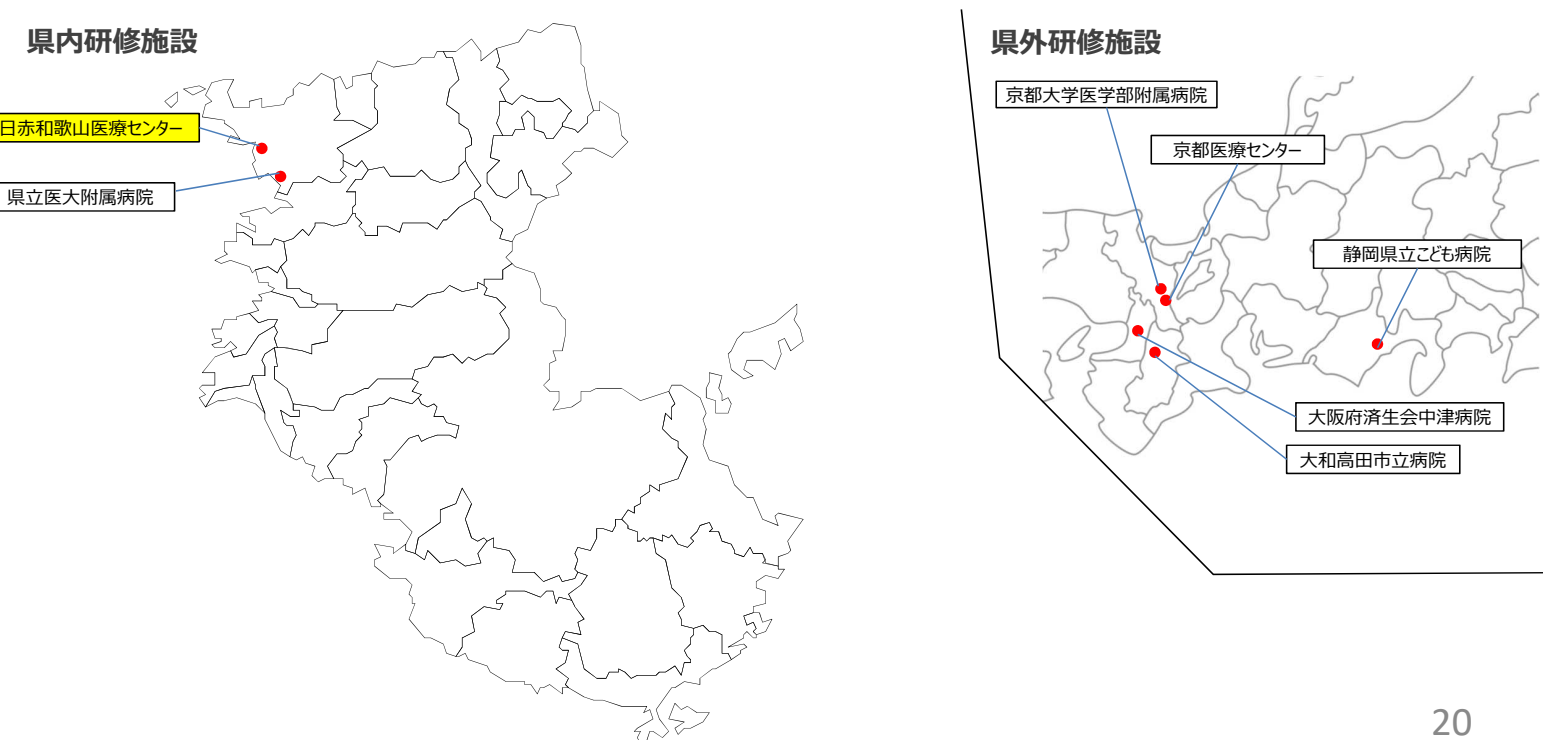 県内研修施設
日赤和歌山医療センター
県立医大附属病院
県外研修施設
京都大学医学部附属病院
京都医療センター
静岡県立こども病院
大阪府済生会中津病院
大和高田市立病院
20